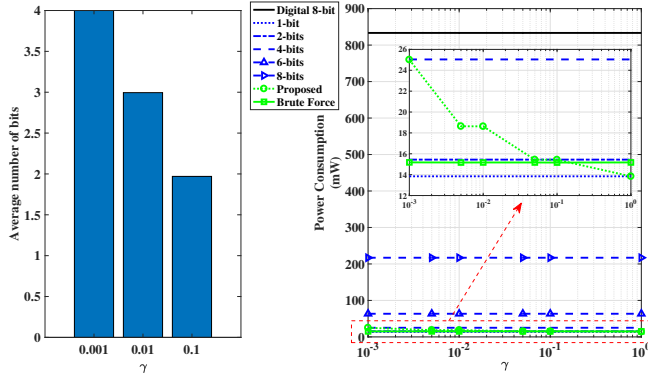 Average number of bits
4
3.5
3
2.5
2
1.5
1
0.5
0
0.001 0.01 0.1
γ
Digital 8-bit
1-bit
2-bits
4-bits
6-bits
8-bits
Proposed
Brute Force
Power Consumption
(mW)
900
800
700
600
500
400
300
200
100
0
26
24
22
20
18
16
14
12
10⁻³ 10⁻² 10⁻¹ 10⁰
10⁻³ 10⁻² 10⁻¹ 10⁰
γ